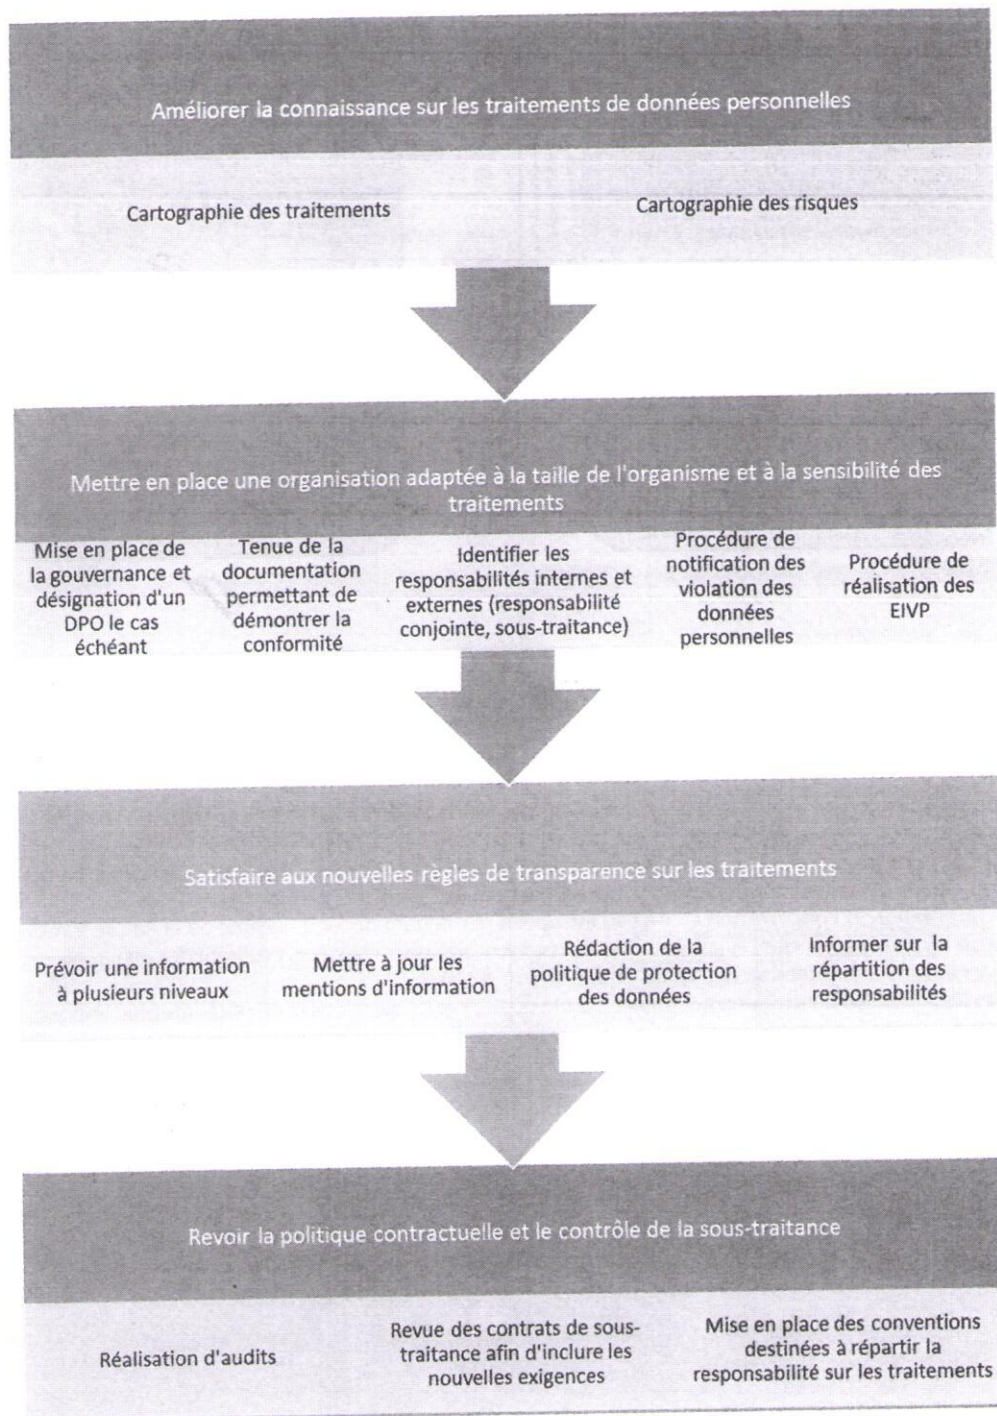 Améliorer la connaissance sur les traitements de données personnelles
Cartographie des traitements
Cartographie des risques
Mettre en place une organisation adaptée à la taille de l'organisme et à la sensibilité des
traitements
Mise en place de
la gouvernance et
désignation d'un
DPO le cas
échéant
Tenue de la
documentation
permettant de
démontrer la
conformité
Identifier les
responsabilités internes et
externes (responsabilité
conjointe, sous-traitance)
Procédure de
notification des
violation des
données
personnelles
Procédure de
réalisation des
EIVP
Satisfaire aux nouvelles règles de transparence sur les traitements
Prévoir une information
à plusieurs niveaux
Mettre à jour les
mentions d'information
Rédaction de la
politique de protection
des données
Informer sur la
répartition des
responsabilités
Revoir la politique contractuelle et le contrôle de la sous-traitance
Réalisation d'audits
Revue des contrats de sous-
traitance afin d'inclure les
nouvelles exigences
Mise en place des conventions
destinées à répartir la
responsabilité sur les traitements